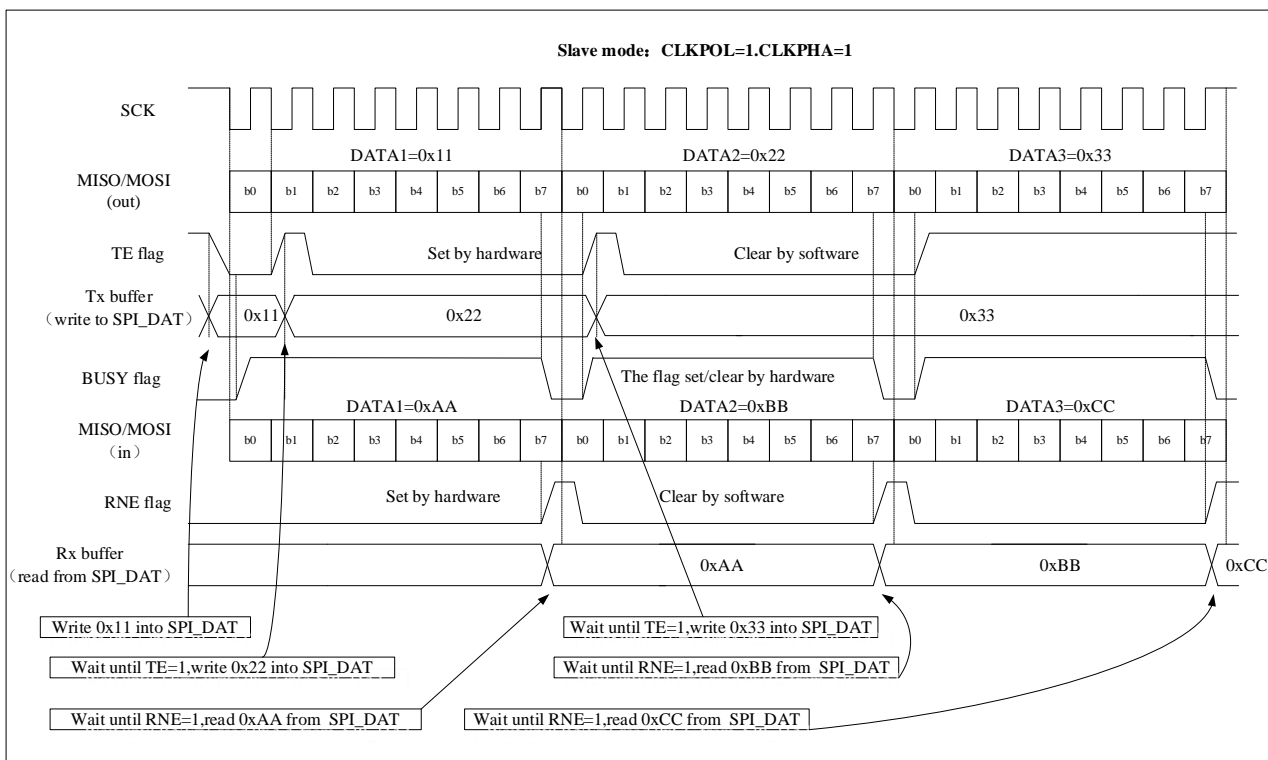 Slave mode：CLKPOL=1.CLKPHA=1
SCK
DATA1=0x11 DATA2=0x22 DATA3=0x33
MISO/MOSI
(out)
b0 b1 b2 b3 b4 b5 b6 b7 b0 b1 b2 b3 b4 b5 b6 b7 b0 b1 b2 b3 b4 b5 b6 b7
TE flag
Set by hardware Clear by software
Tx buffer
（write to SPI_DAT）
0x11 0x22 0x33
BUSY flag
The flag set/clear by hardware
DATA1=0xAA DATA2=0xBB DATA3=0xCC
MISO/MOSI
（in）
b0 b1 b2 b3 b4 b5 b6 b7 b0 b1 b2 b3 b4 b5 b6 b7 b0 b1 b2 b3 b4 b5 b6 b7
RNE flag
Set by hardware Clear by software
Rx buffer
（read from SPI_DAT）
0xAA 0xBB 0xCC
Write 0x11 into SPI_DAT
Wait until TE=1,write 0x33 into SPI_DAT
Wait until TE=1,write 0x22 into SPI_DAT
Wait until RNE=1,read 0xBB from SPI_DAT
Wait until RNE=1,read 0xAA from SPI_DAT
Wait until RNE=1,read 0xCC from SPI_DAT